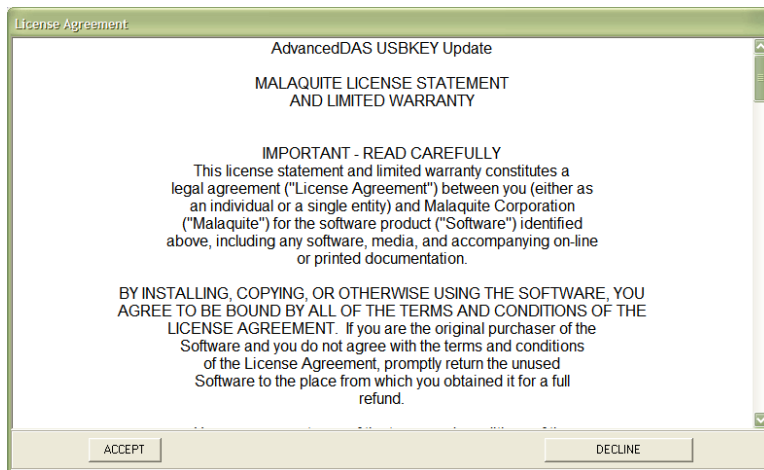 License Agreement
AdvancedDAS USBKEY Update
MALAQUITE LICENSE STATEMENT
AND LIMITED WARRANTY
IMPORTANT - READ CAREFULLY
This license statement and limited warranty constitutes a
legal agreement ("License Agreement") between you (either as
an individual or a single entity) and Malaquite Corporation
("Malaquite") for the software product ("Software") identified
above, including any software, media, and accompanying on-line
or printed documentation.
BY INSTALLING, COPYING, OR OTHERWISE USING THE SOFTWARE, YOU
AGREE TO BE BOUND BY ALL OF THE TERMS AND CONDITIONS OF THE
LICENSE AGREEMENT.  If you are the original purchaser of the
Software and you do not agree with the terms and conditions
of the License Agreement, promptly return the unused
Software to the place from which you obtained it for a full
refund.
ACCEPT
DECLINE